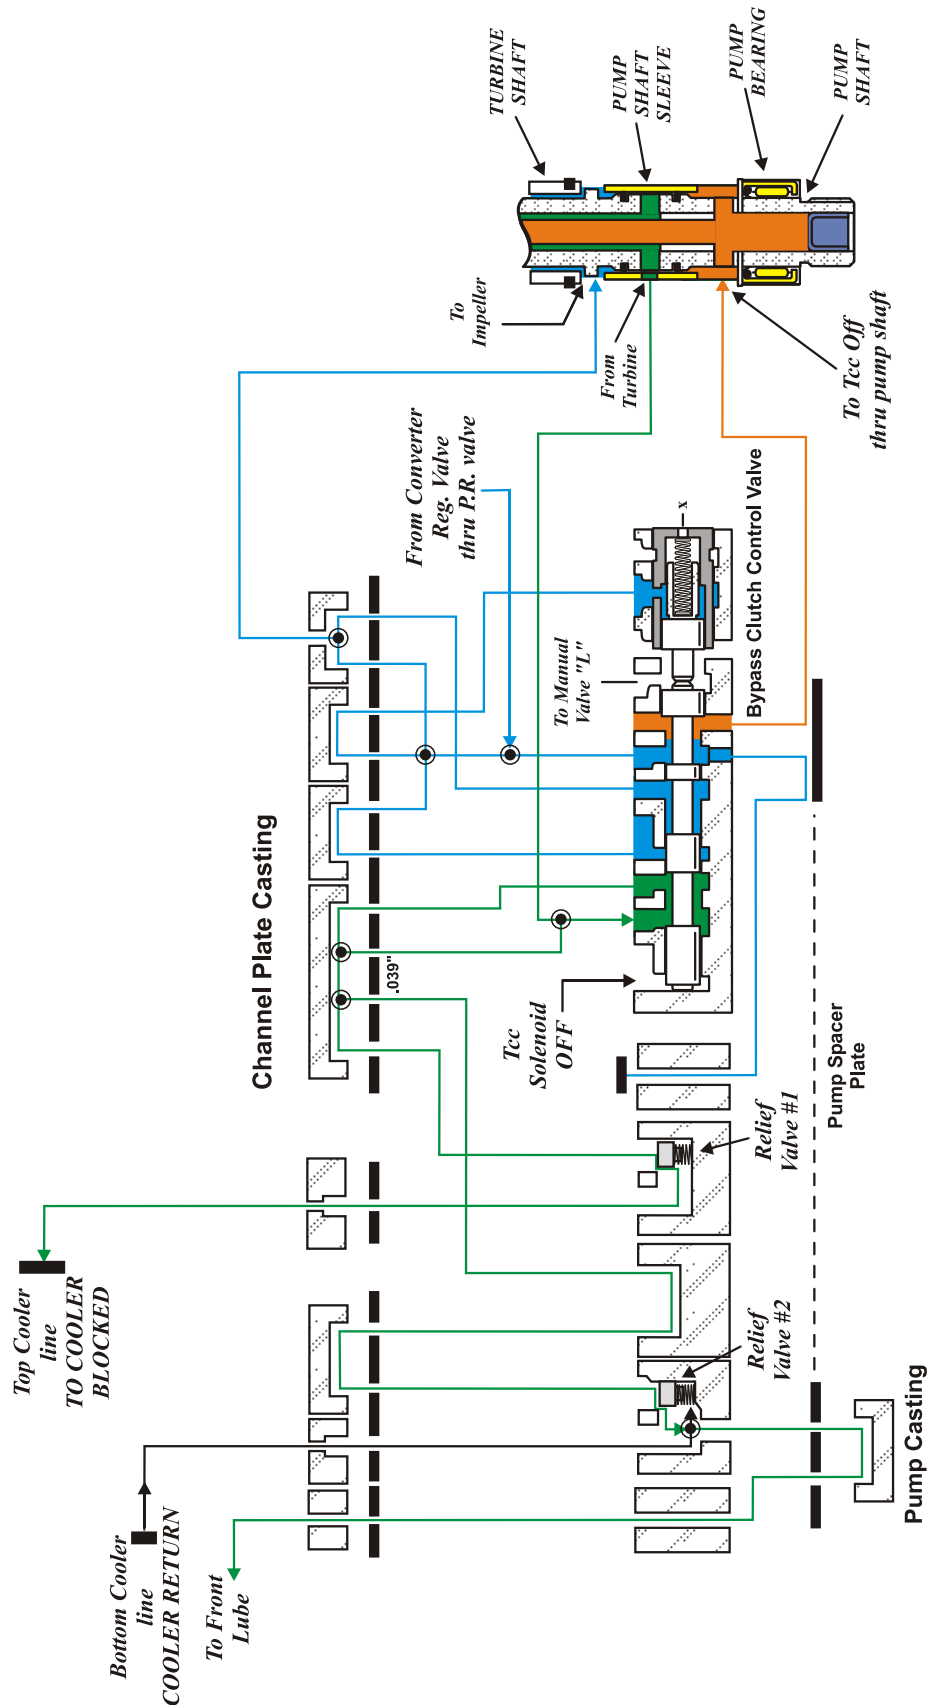 TURBINE
SHAFT
PUMP
SHAFT
SLEEVE
PUMP
BEARING
PUMP
SHAFT
To
Impeller
From
Turbine
To Tcc Off
thru pump shaft
From Converter
Reg. Valve
thru P.R. valve
x
To Manual
Valve "L"
Bypass Clutch Control Valve
Channel Plate Casting
.039"
Tcc
Solenoid
OFF
Pump Spacer
Plate
Relief
Valve #1
Relief
Valve #2
Top Cooler
line
TO COOLER
BLOCKED
Bottom Cooler
line
COOLER RETURN
To Front
Lube
Pump Casting